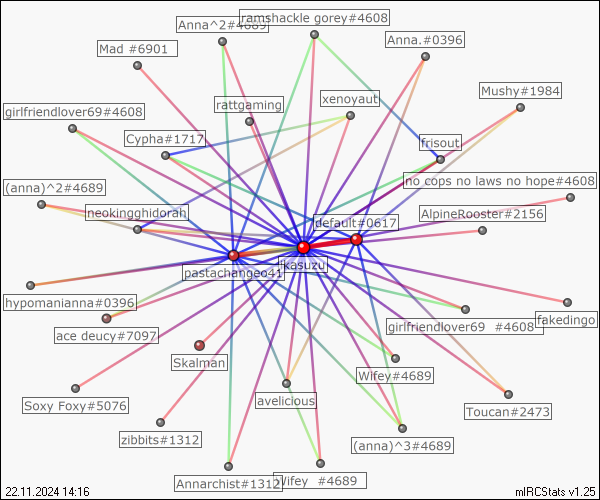 ramshackle gorey#4608
Anna^2#4689
Anna.#0396
Mad #6901
Mushy#1984
rattgaming
xenoyaut
girlfriendlover69#4608
Cypha#1717
frisout
no cops no laws no hope#4608
(anna)^2#4689
neokingghidorah
default#0617
AlpineRooster#2156
pastachangeo41
kasuzu
hypomanianna#0396
ace deucy#7097
girlfriendlover69 #4608
fakedingo
Skalman
Wifey#4689
Soxy Foxy#5076
avelicious
Toucan#2473
zibbits#1312
(anna)^3#4689
Annarchist#1312
Wifey #4689
22.11.2024 14:16
mIRCStats v1.25